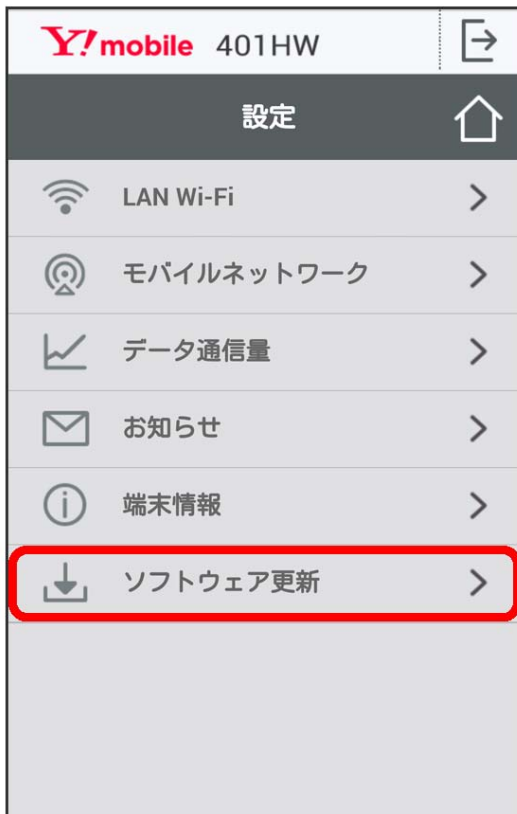 Y!mobile 401HW
設定
LAN Wi-Fi
モバイルネットワーク
データ通信量
お知らせ
端末情報
ソフトウェア更新